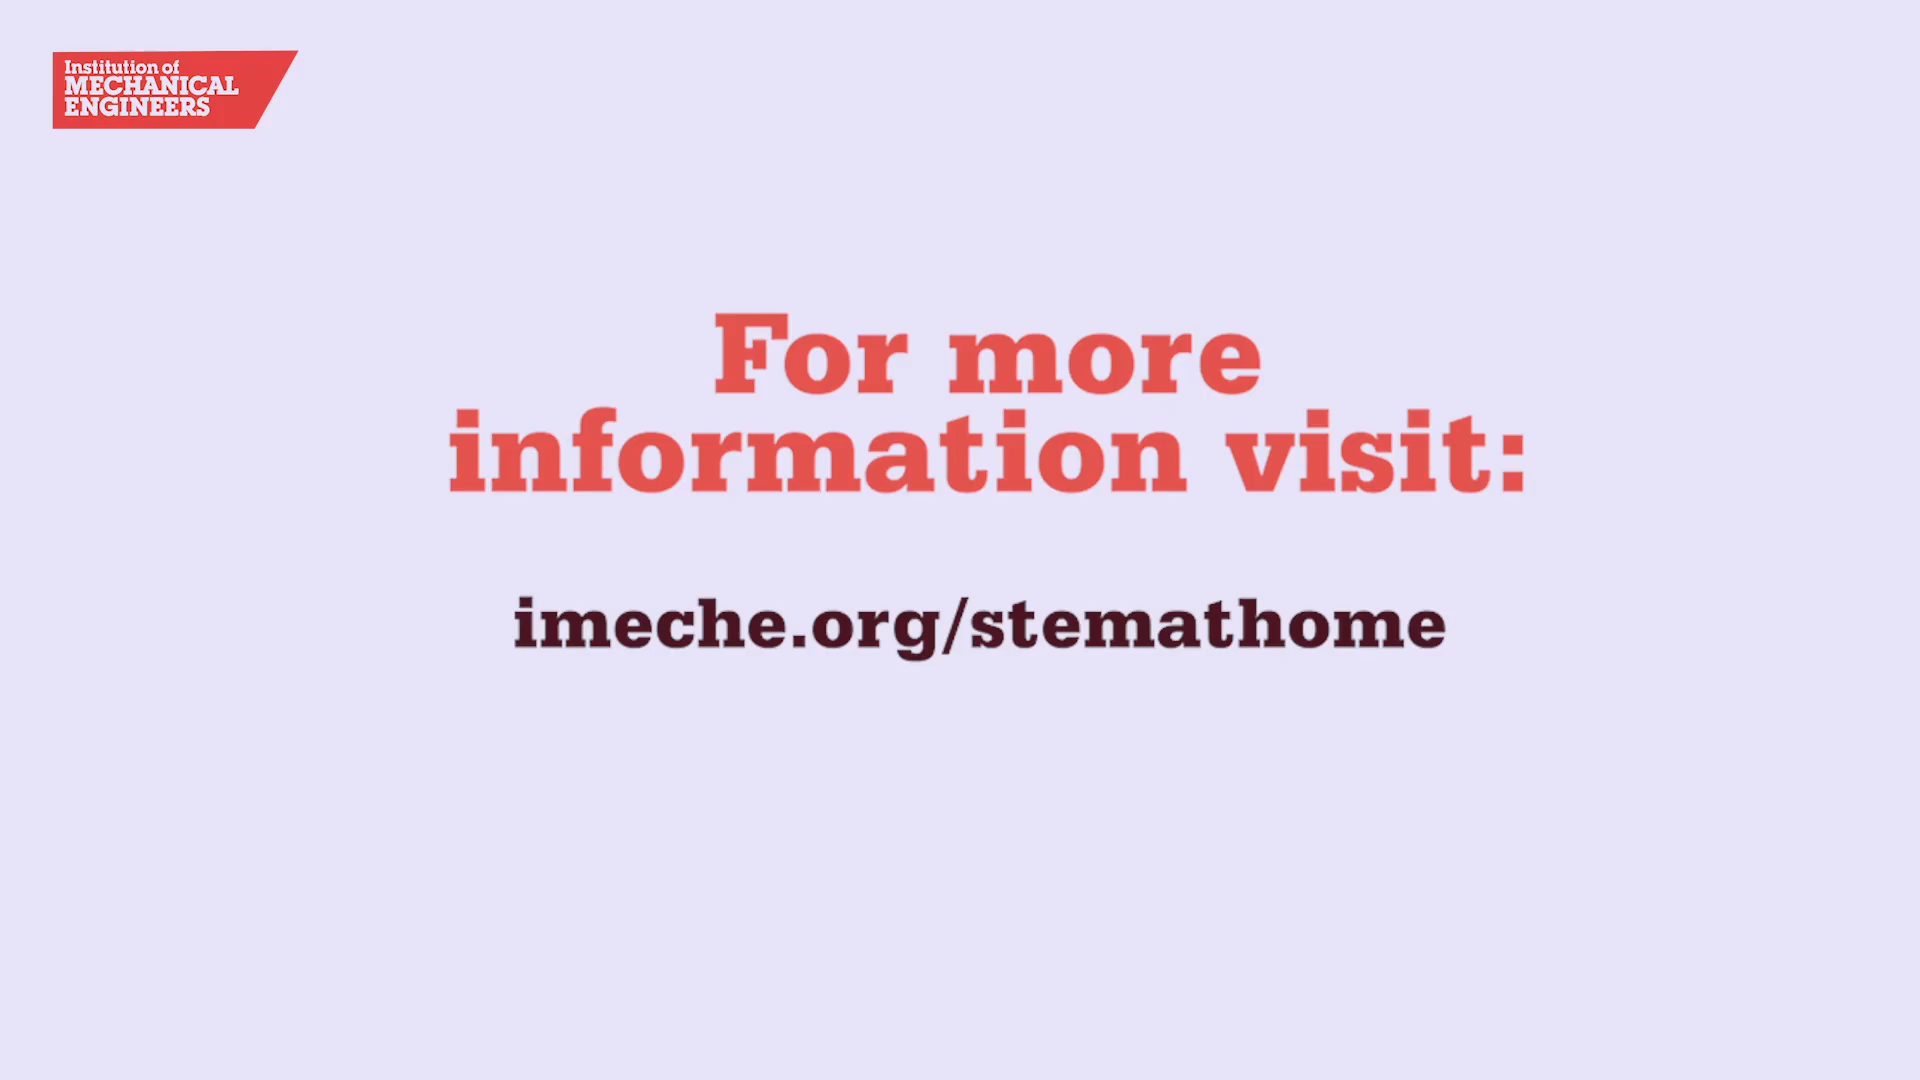 Institution of
MECHANICAL
ENGINEERS
For more
information visit:
imeche.org/stemathome